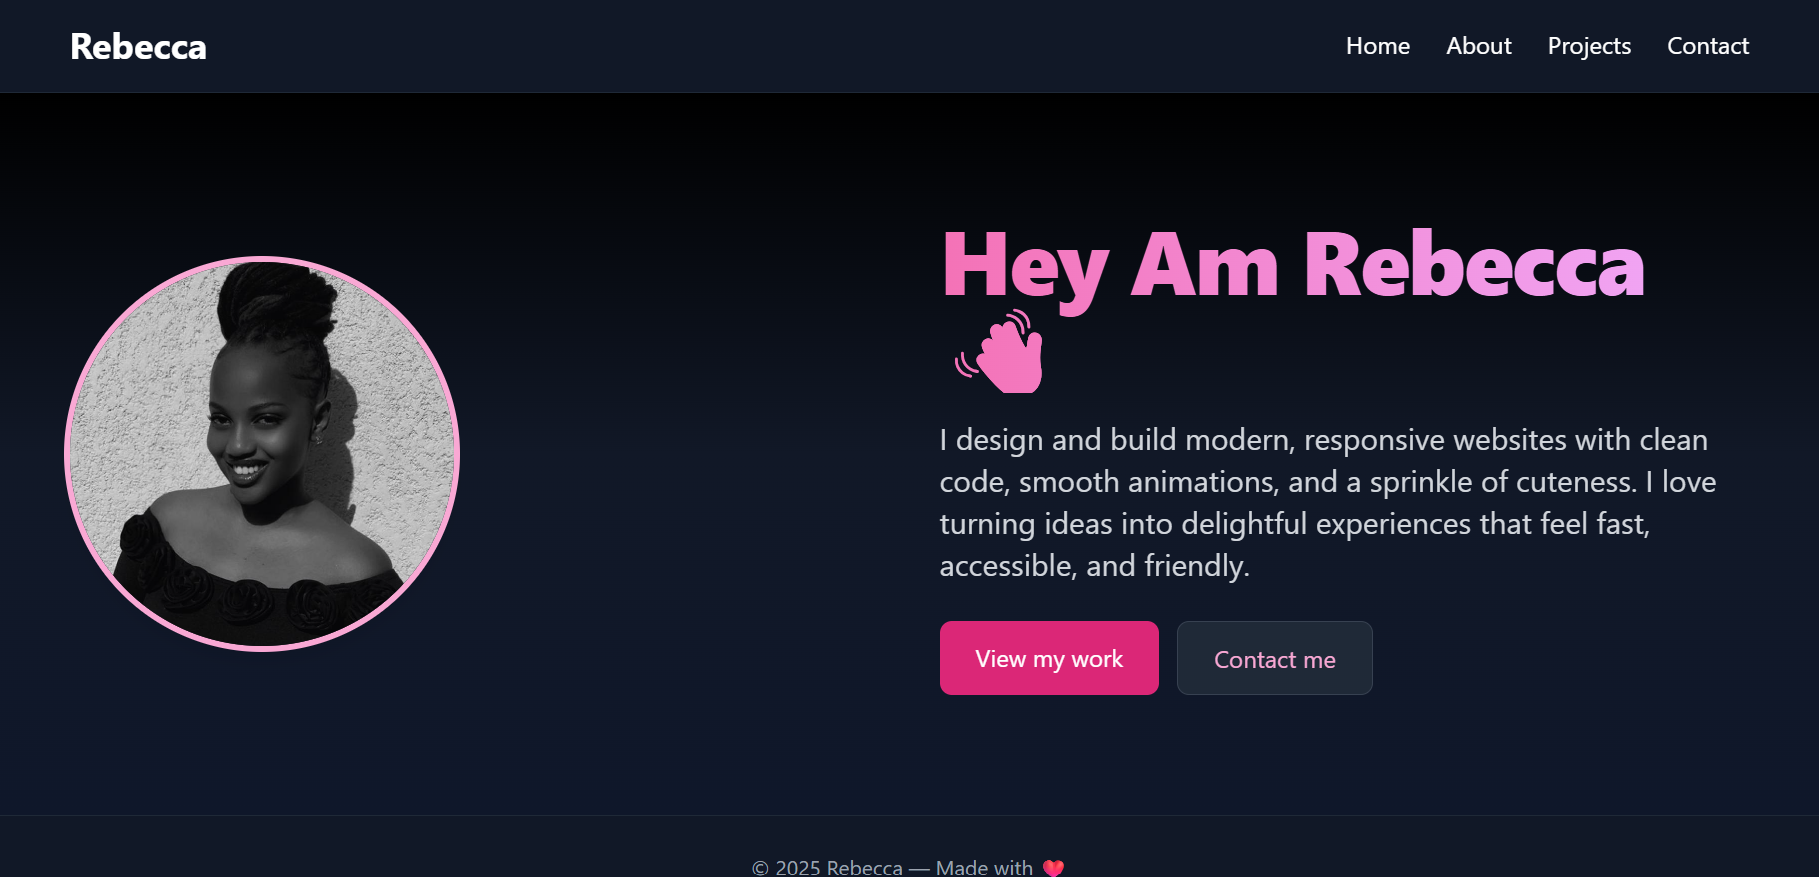 Rebecca
Home About Projects Contact
Hey Am Rebecca
👋
I design and build modern, responsive websites with clean
code, smooth animations, and a sprinkle of cuteness. I love
turning ideas into delightful experiences that feel fast,
accessible, and friendly.
View my work
Contact me
© 2025 Rebecca — Made with ❤️